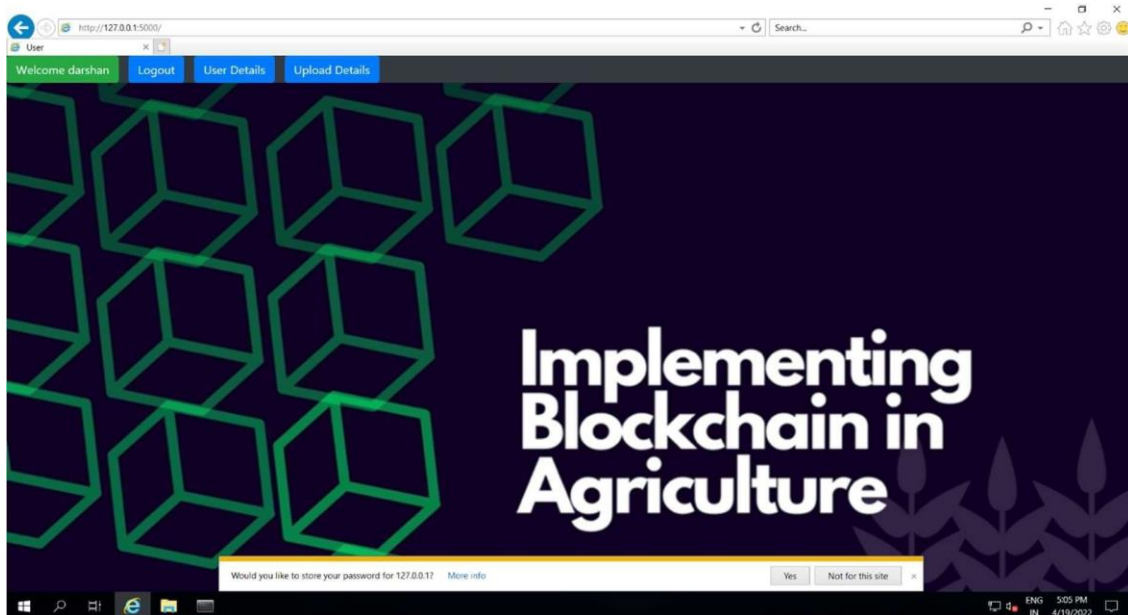 http://127.0.0.1:5000/
Search...
User
Welcome darshan
Logout
User Details
Upload Details
Implementing
Blockchain in
Agriculture
Would you like to store your password for 127.0.0.1?
More info
Yes
Not for this site
ENG
IN
5:05 PM
4/19/2022